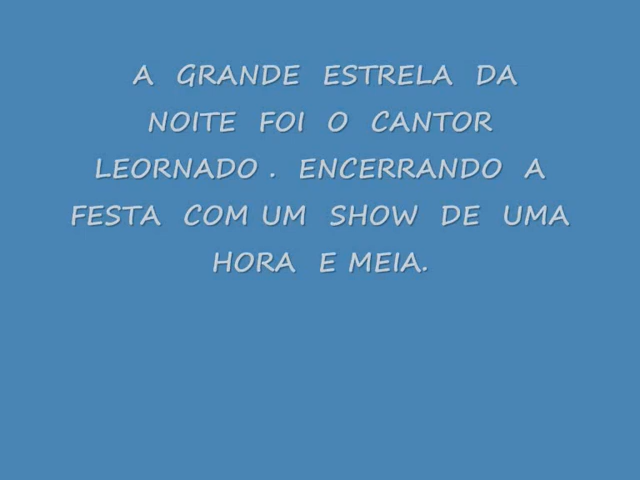 A GRANDE ESTRELA DA
NOITE FOI O CANTOR
LEORNADO . ENCERRANDO A
FESTA COM UM SHOW DE UMA
HORA E MEIA.